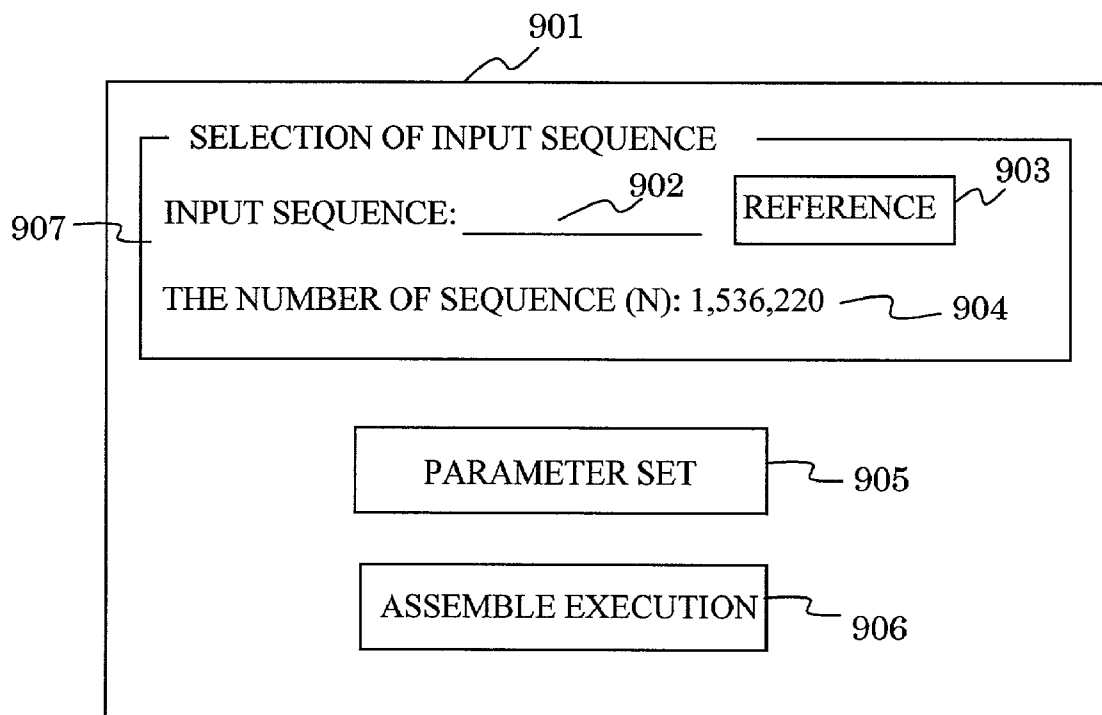 901
SELECTION OF INPUT SEQUENCE
903
902
INPUT SEQUENCE:
REFERENCE
907
THE NUMBER OF SEQUENCE (N): 1,536,220
904
PARAMETER SET
905
ASSEMBLE EXECUTION
906